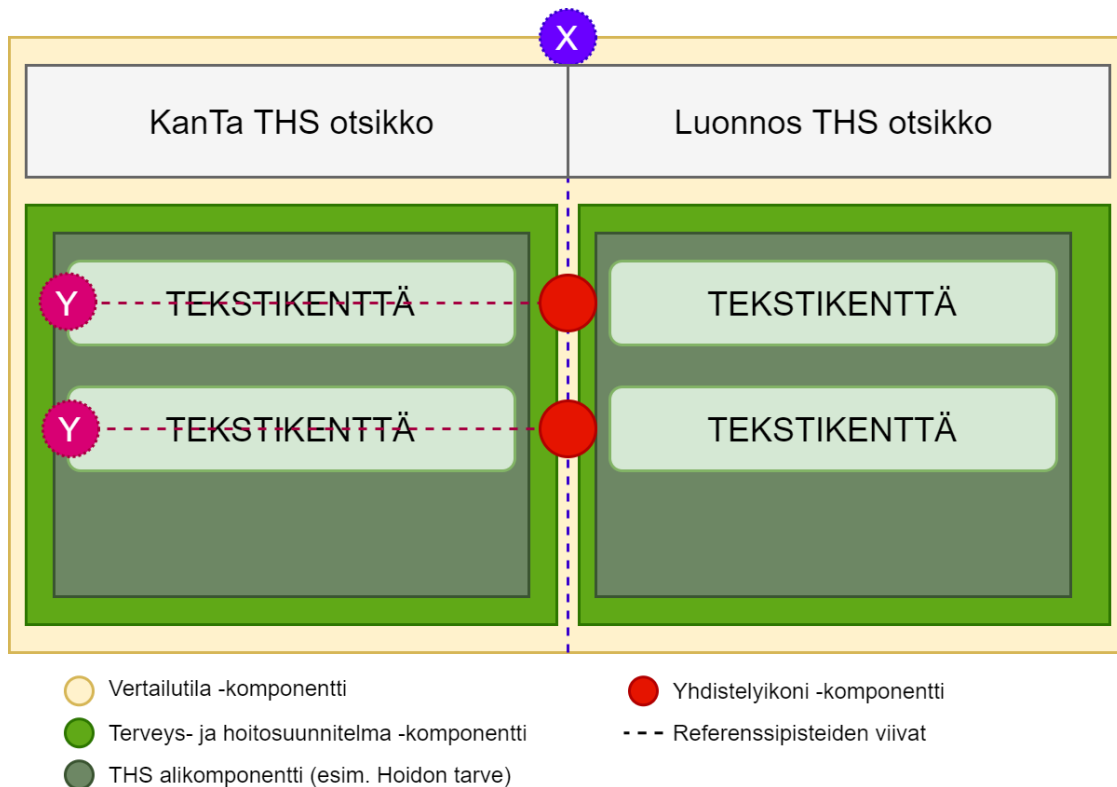 X
KanTa THS otsikko
Luonnos THS otsikko
Y
TEKSTIKENTTÄ
TEKSTIKENTTÄ
Y
TEKSTIKENTTÄ
TEKSTIKENTTÄ
Vertailutila -komponentti
Terveys- ja hoitosuunnitelma -komponentti
THS alikomponentti (esim. Hoidon tarve)
Yhdistelyikoni -komponentti
Referenssipisteiden viivat